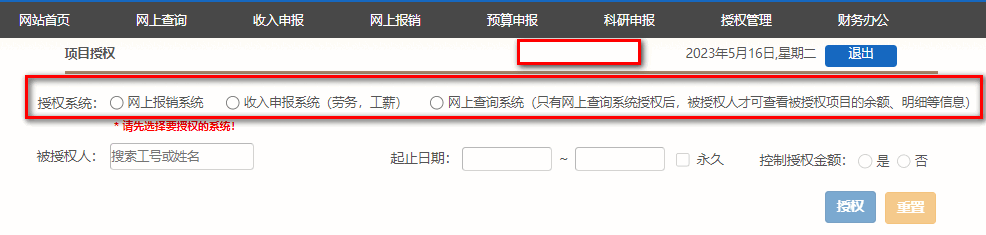 网站首页 网上查询 收入申报 网上报销 预算申报 科研申报 授权管理 财务办公
项目授权 2023年5月16日,星期二 退出
授权系统: 网上报销系统 收入申报系统（劳务，工薪） 网上查询系统（只有网上查询系统授权后，被授权人才可查看被授权项目的余额、明细等信息）
* 请先选择要授权的系统!
被授权人: 搜索工号或姓名 起止日期: ~ 永久 控制授权金额: 是 否
授权 重置